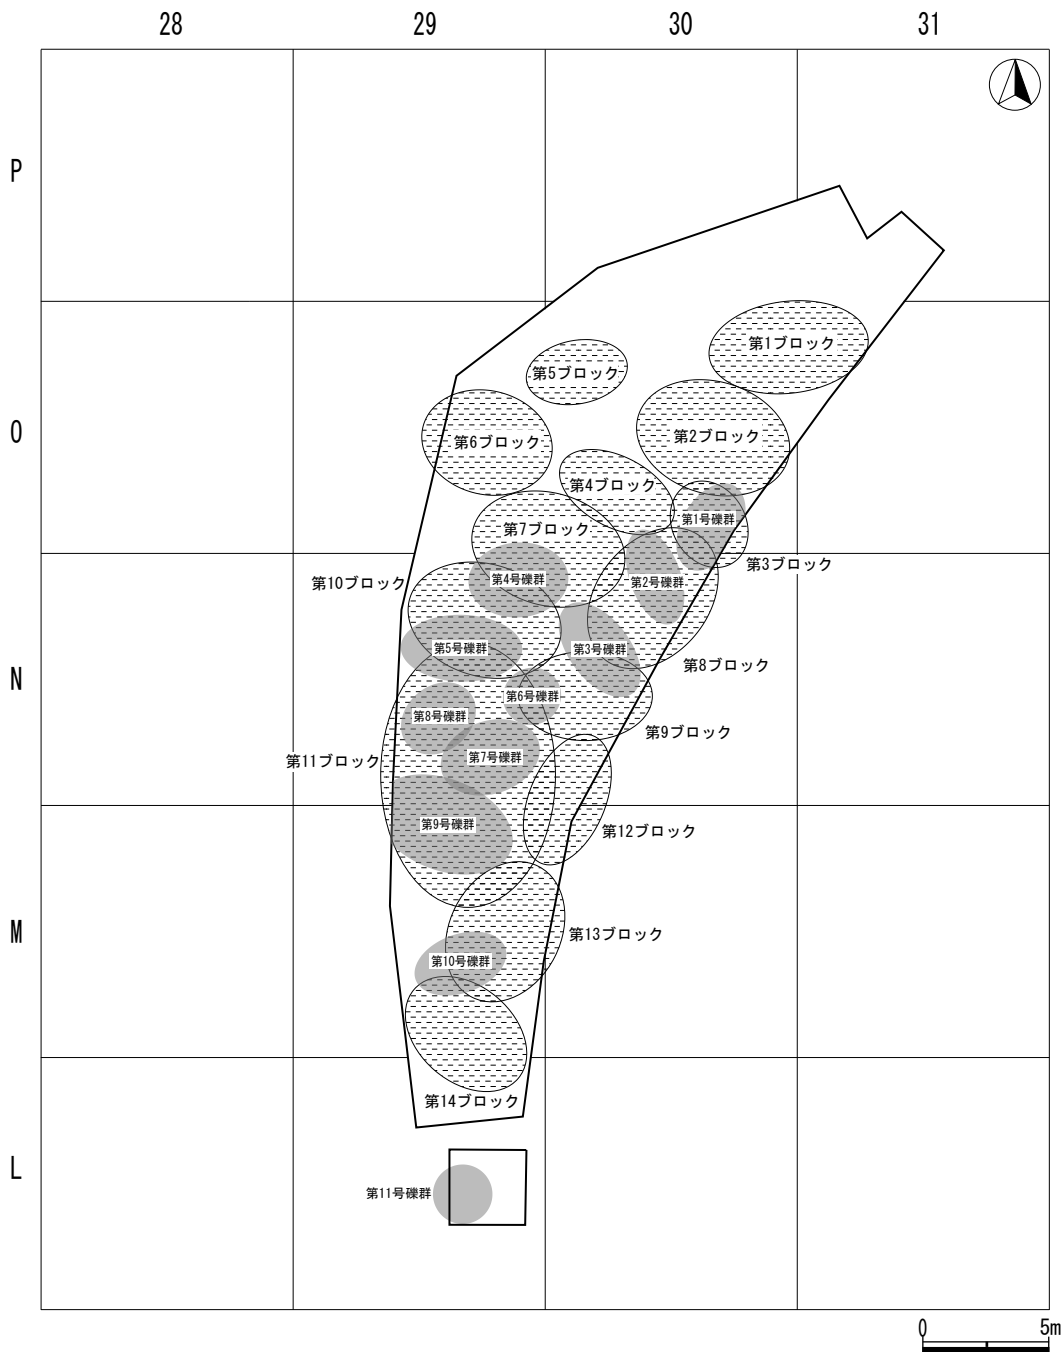 28 29 30 31
P
第1ブロック
第5ブロック
O
第2ブロック
第6ブロック
第4ブロック
第1号礫群
第7ブロック
第3ブロック
第4号礫群
第2号礫群
第10ブロック
第5号礫群
第3号礫群
第8ブロック
N
第6号礫群
第8号礫群
第9ブロック
第7号礫群
第11ブロック
第9号礫群
第12ブロック
M
第13ブロック
第10号礫群
第14ブロック
L
第11号礫群
0 5m